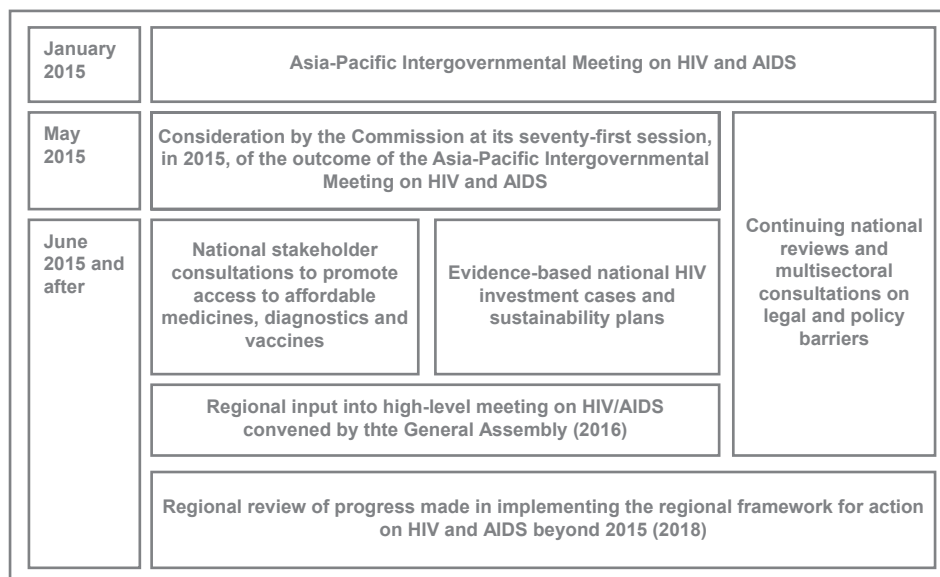 January
2015
Asia-Pacific Intergovernmental Meeting on HIV and AIDS
May
2015
Consideration by the Commission at its seventy-first session,
in 2015, of the outcome of the Asia-Pacific Intergovernmental
Meeting on HIV and AIDS
Continuing national
reviews and
multisectoral
consultations on
legal and policy
barriers
June
2015 and
after
National stakeholder
consultations to promote
access to affordable
medicines, diagnostics and
vaccines
Evidence-based national HIV
investment cases and
sustainability plans
Regional input into high-level meeting on HIV/AIDS
convened by thte General Assembly (2016)
Regional review of progress made in implementing the regional framework for action
on HIV and AIDS beyond 2015 (2018)